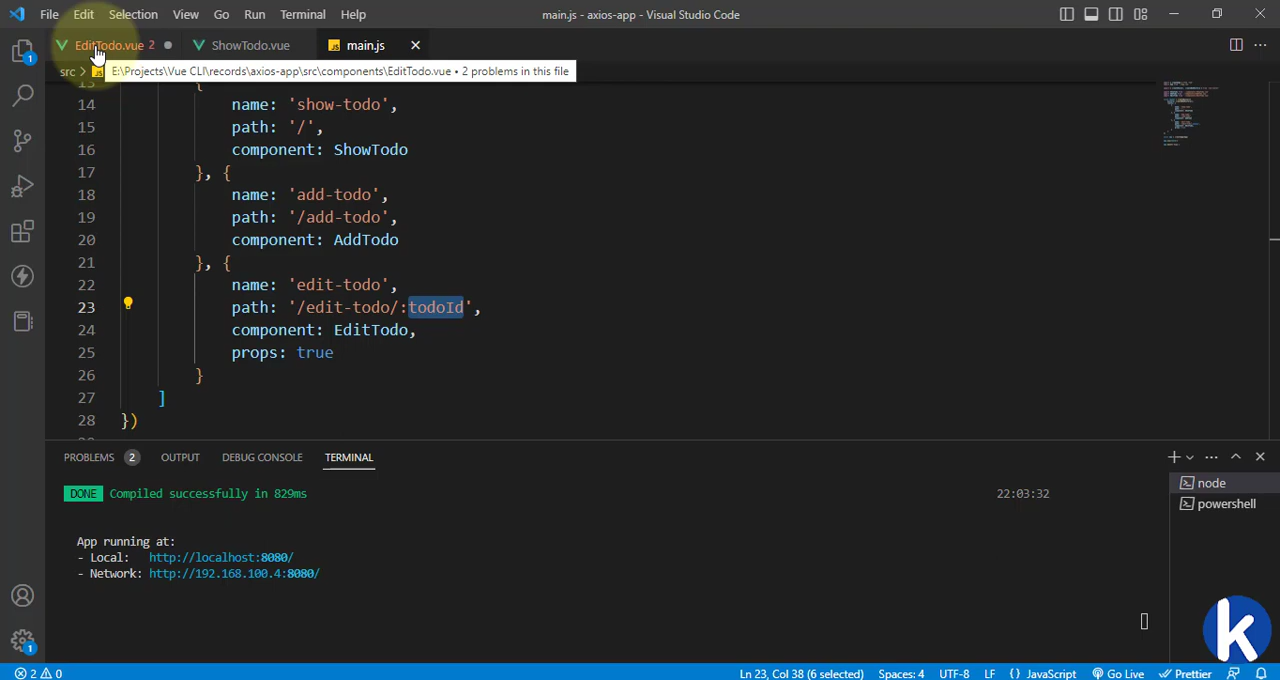 File Edit Selection View Go Run Terminal Help
main.js - axios-app - Visual Studio Code
EditTodo.vue 2
ShowTodo.vue
main.js
src >
E:\Projects\Vue CLI\records\axios-app\src\components\EditTodo.vue • 2 problems in this file
13 {
14 name: 'show-todo',
15 path: '/',
16 component: ShowTodo
17 }, {
18 name: 'add-todo',
19 path: '/add-todo',
20 component: AddTodo
21 }, {
22 name: 'edit-todo',
23 path: '/edit-todo/:todoId',
24 component: EditTodo,
25 props: true
26 }
27 ]
28 })
PROBLEMS 2 OUTPUT DEBUG CONSOLE TERMINAL
DONE Compiled successfully in 829ms 22:03:32
App running at:
- Local: http://localhost:8080/
- Network: http://192.168.100.4:8080/
node
powershell
1
1
k
2 0
Ln 23, Col 38 (6 selected) Spaces: 4 UTF-8 LF {} JavaScript Go Live Prettier